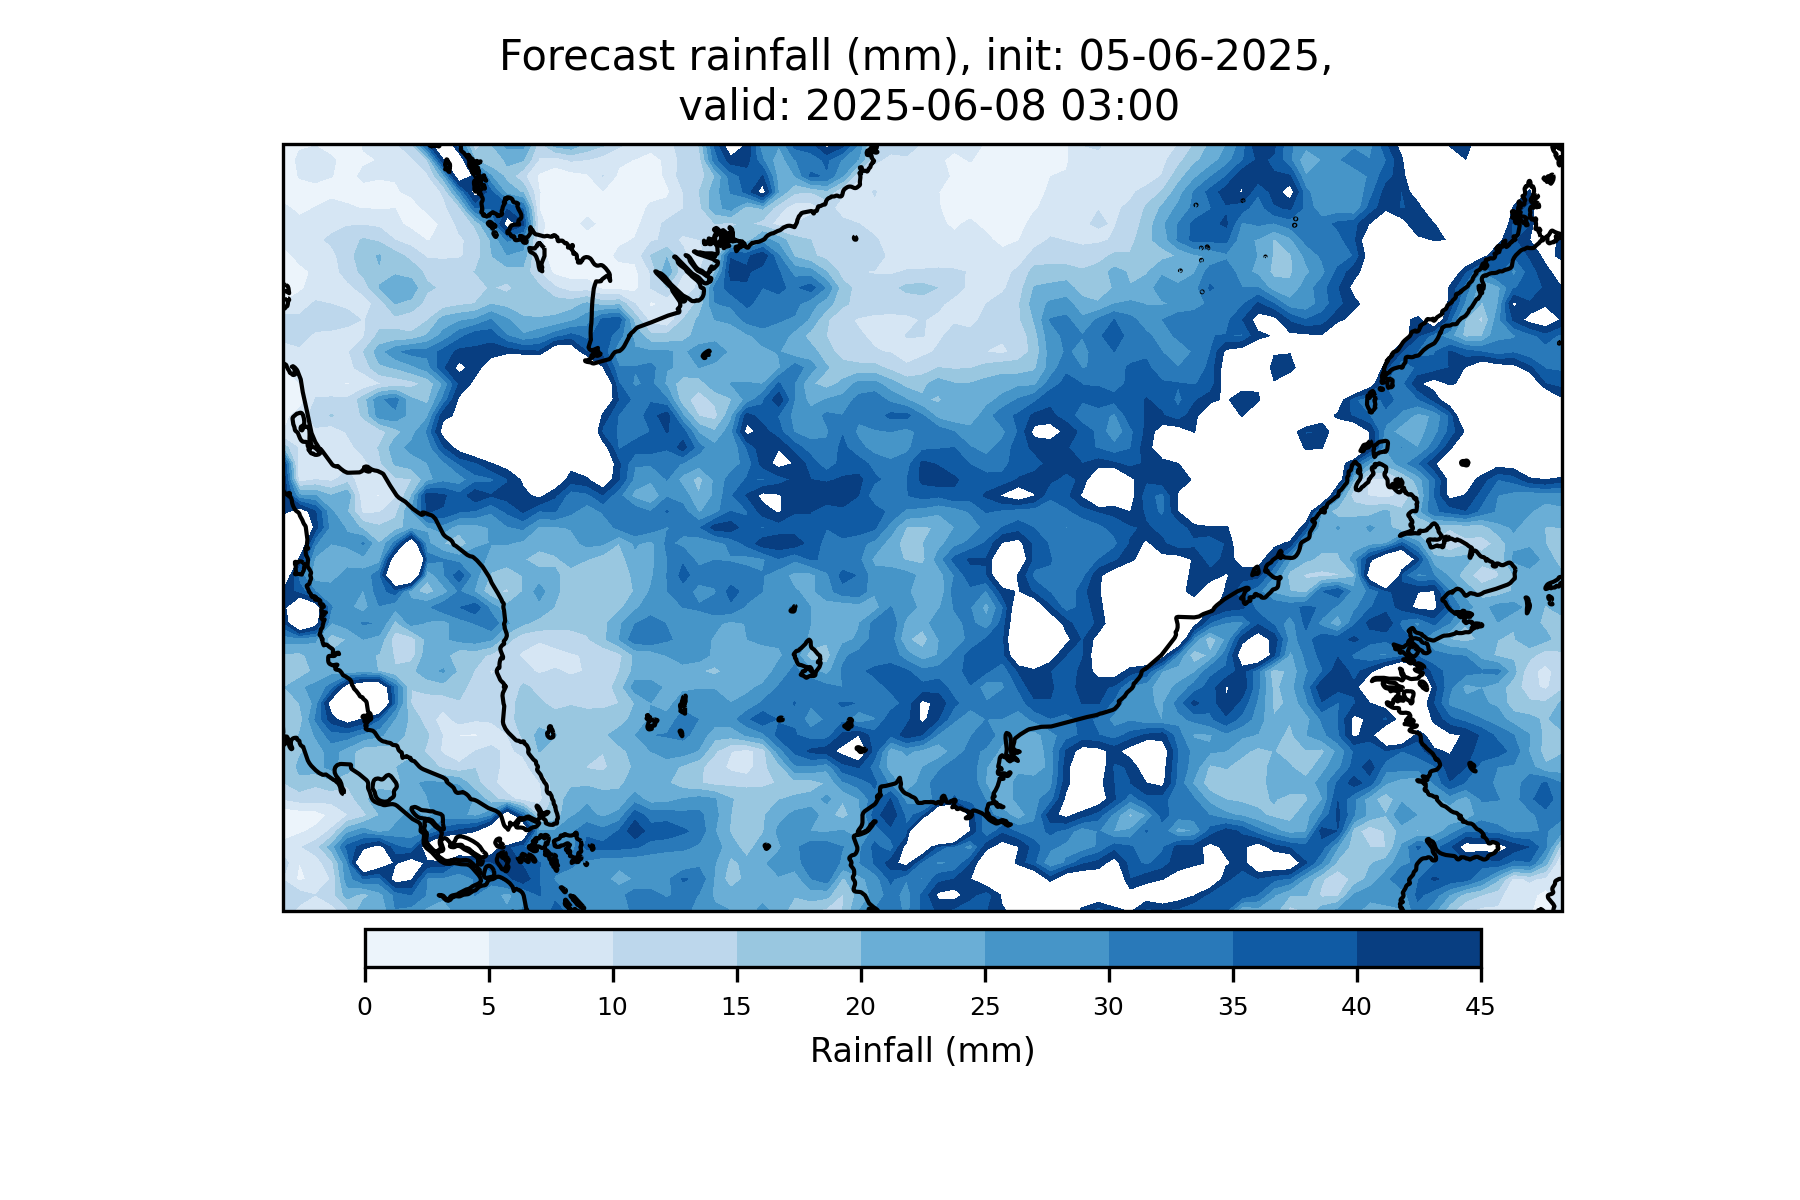 Forecast rainfall (mm), init: 05-06-2025,
valid: 2025-06-08 03:00
0 5 10 15 20 25 30 35 40 45
Rainfall (mm)